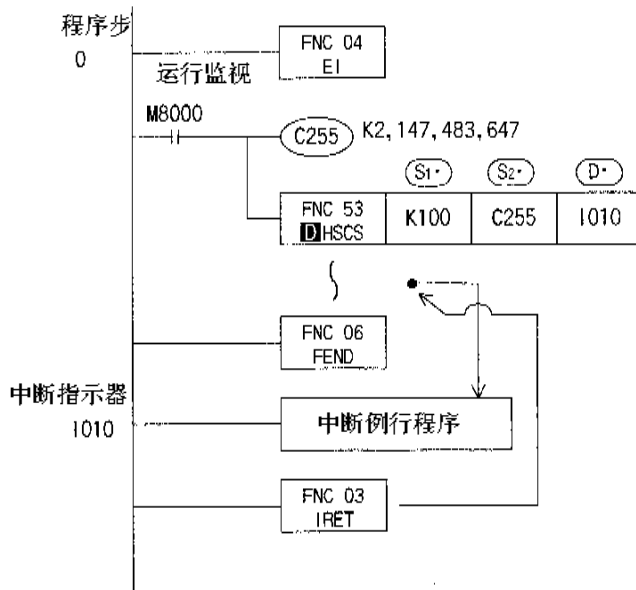 程序步
0
FNC 04
EI
运行监视
M8000
C255
K2,147,483,647
S1·
S2·
D·
FNC 53
D HSCS
K100
C255
I010
FNC 06
FEND
中断指示器
I010
中断例行程序
FNC 03
IRET